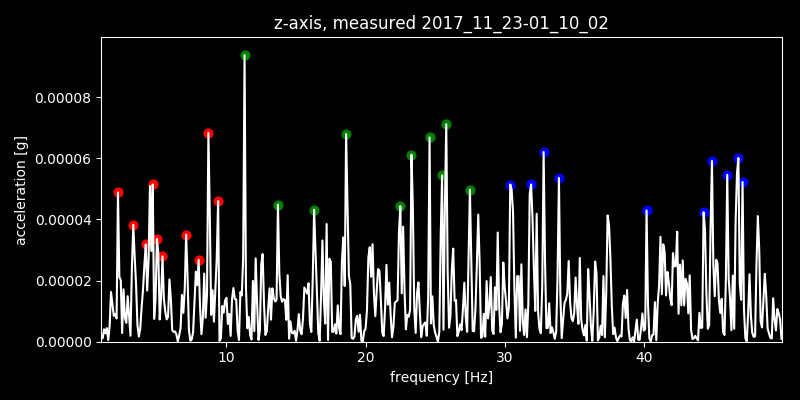 z-axis, measured 2017_11_23-01_10_02
0.00008
0.00006
0.00004
0.00002
0.00000
acceleration [g]
10 20 30 40
frequency [Hz]